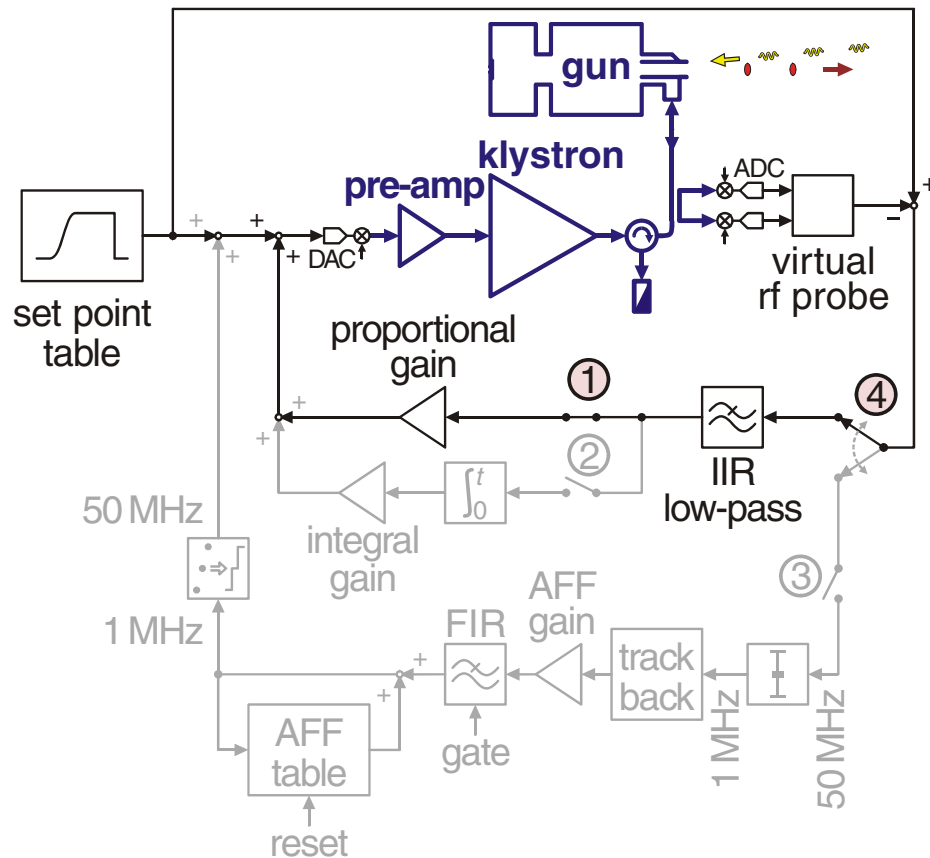 gun
klystron
pre-amp
ADC
+
−
+
+
+
+
DAC
virtual
rf probe
set point
table
proportional
gain
1
4
+
+
2
IIR
low-pass
∫₀ᵗ
50 MHz
integral
gain
3
1 MHz
FIR
AFF
gain
+
+
track
back
1 MHz
50 MHz
AFF
table
gate
reset